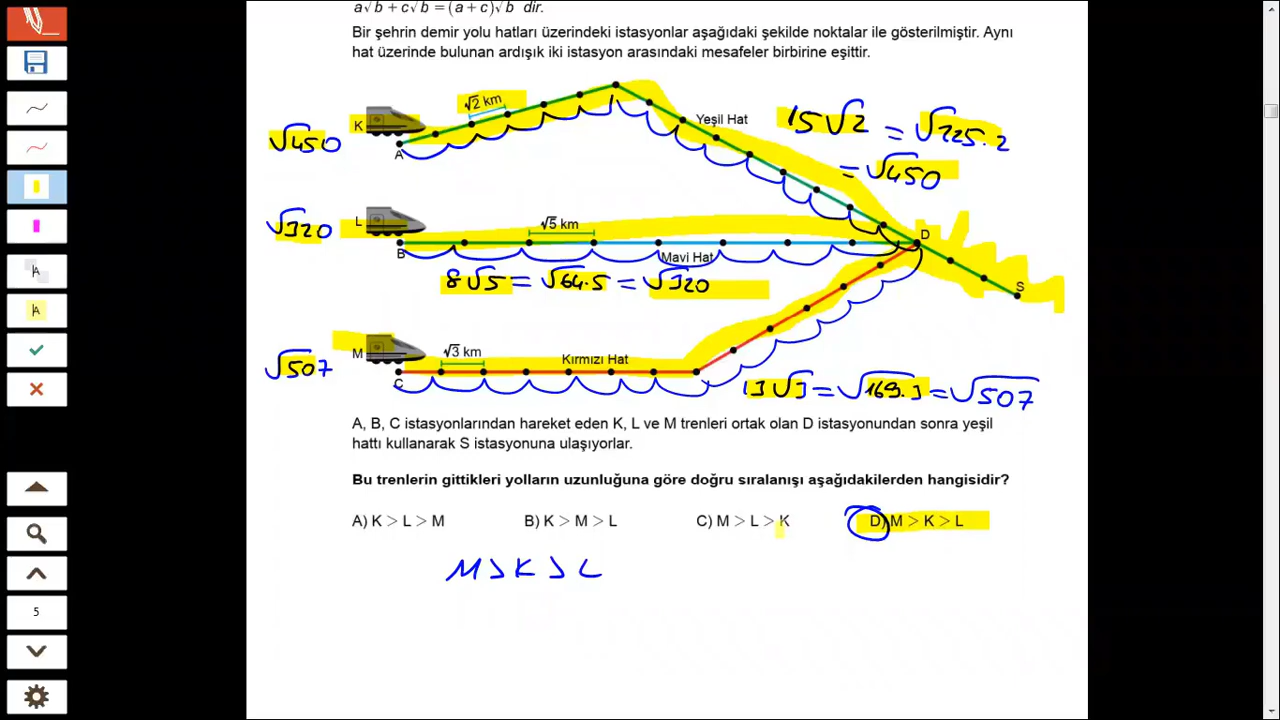 a√b + c√b = (a + c)√b dir.
Bir şehrin demir yolu hatları üzerindeki istasyonlar aşağıdaki şekilde noktalar ile gösterilmiştir. Aynı
hat üzerinde bulunan ardışık iki istasyon arasındaki mesafeler birbirine eşittir.
√2 km
K
A
√450
Yeşil Hat
15√2 = √225.2
= √450
L
B
√320
√5 km
Mavi Hat
D
S
8√5 = √64.5 = √320
M
C
√507
√3 km
Kırmızı Hat
13√3 = √169.3 = √507
A, B, C istasyonlarından hareket eden K, L ve M trenleri ortak olan D istasyonundan sonra yeşil
hattı kullanarak S istasyonuna ulaşıyorlar.
Bu trenlerin gittikleri yolların uzunluğuna göre doğru sıralanışı aşağıdakilerden hangisidir?
A) K > L > M B) K > M > L C) M > L > K D) M > K > L
M > K > L
A
A
5